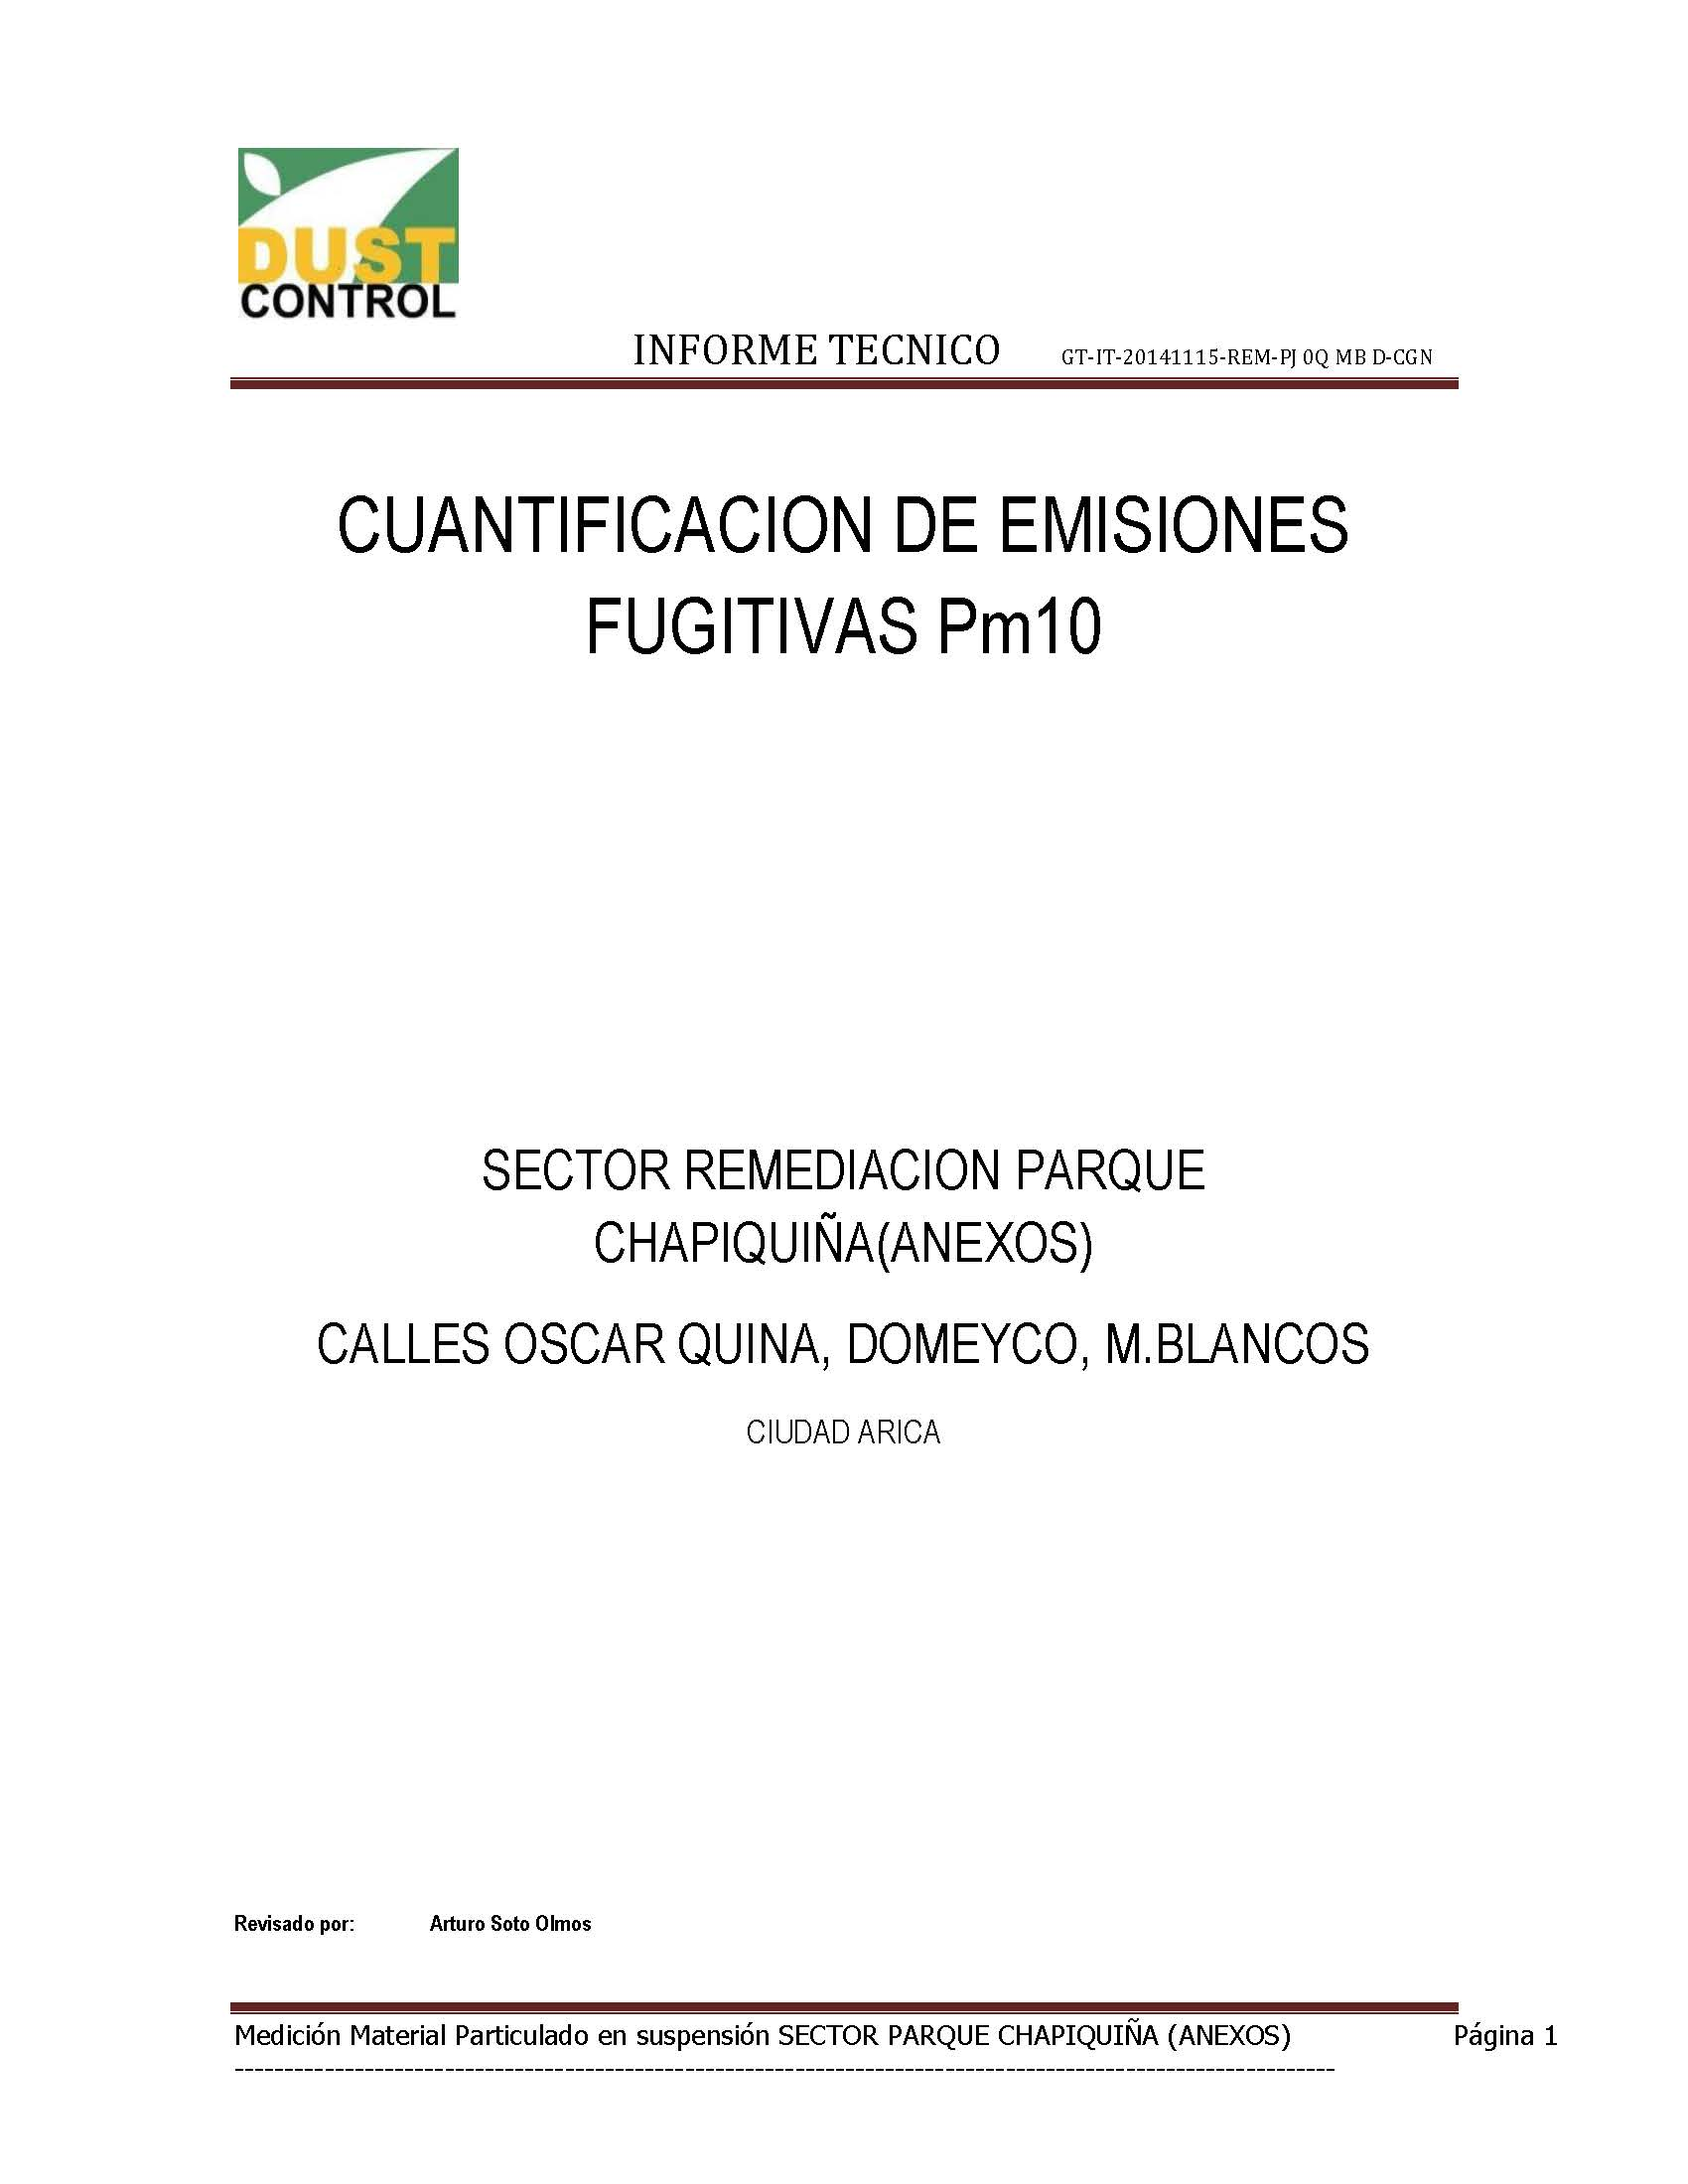 DUST
CONTROL
INFORME TECNICO GT-IT-20141115-REM-PJ 0Q MB D-CGN
CUANTIFICACION DE EMISIONES
FUGITIVAS Pm10
SECTOR REMEDIACION PARQUE
CHAPIQUIÑA(ANEXOS)
CALLES OSCAR QUINA, DOMEYCO, M.BLANCOS
CIUDAD ARICA
Revisado por: Arturo Soto Olmos
Medición Material Particulado en suspensión SECTOR PARQUE CHAPIQUIÑA (ANEXOS) Página 1
--------------------------------------------------------------------------------------------------------------